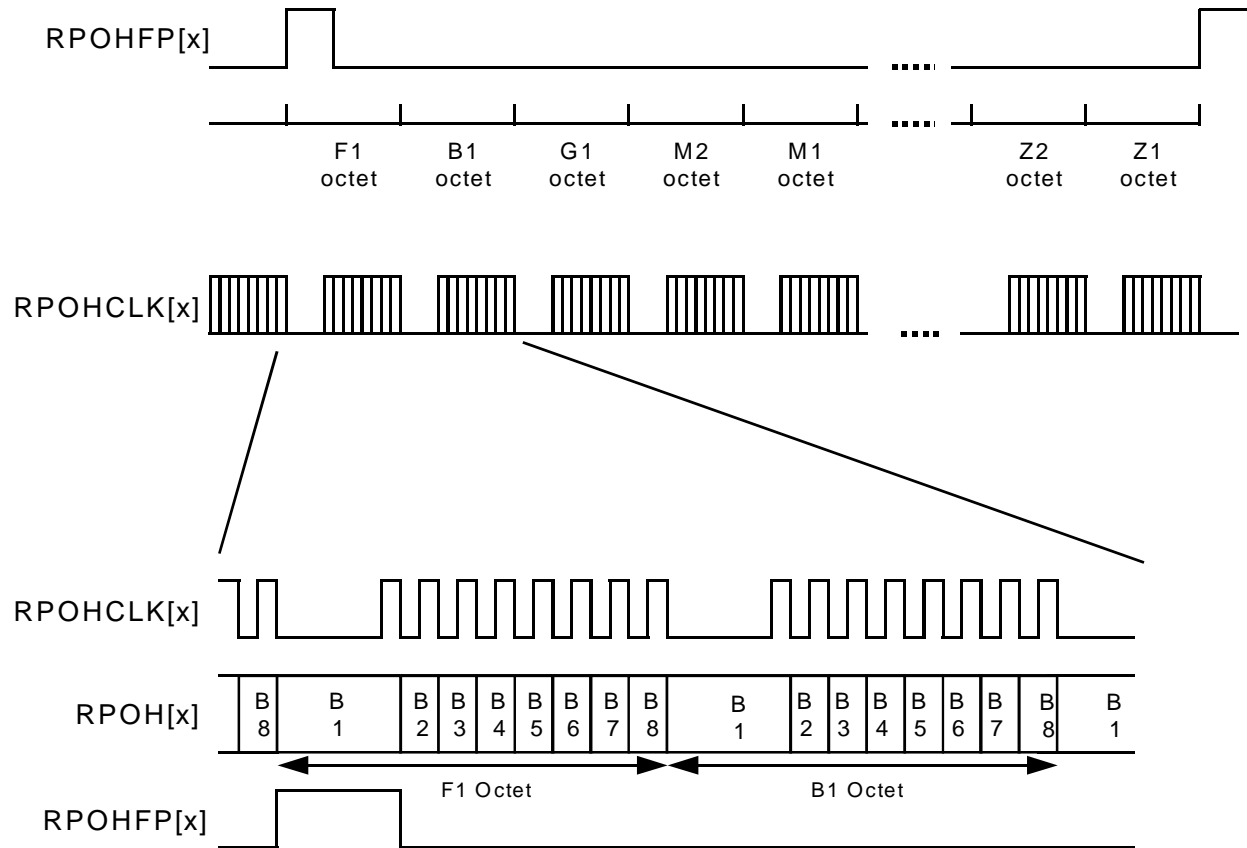 RPOHFP[x]
F1 octet
B1 octet
G1 octet
M2 octet
M1 octet
Z2 octet
Z1 octet
RPOHCLK[x]
RPOHCLK[x]
RPOH[x]
B 8
B 1
B 2
B 3
B 4
B 5
B 6
B 7
B 8
B 1
B 2
B 3
B 4
B 5
B 6
B 7
B 8
B 1
F1 Octet
B1 Octet
RPOHFP[x]